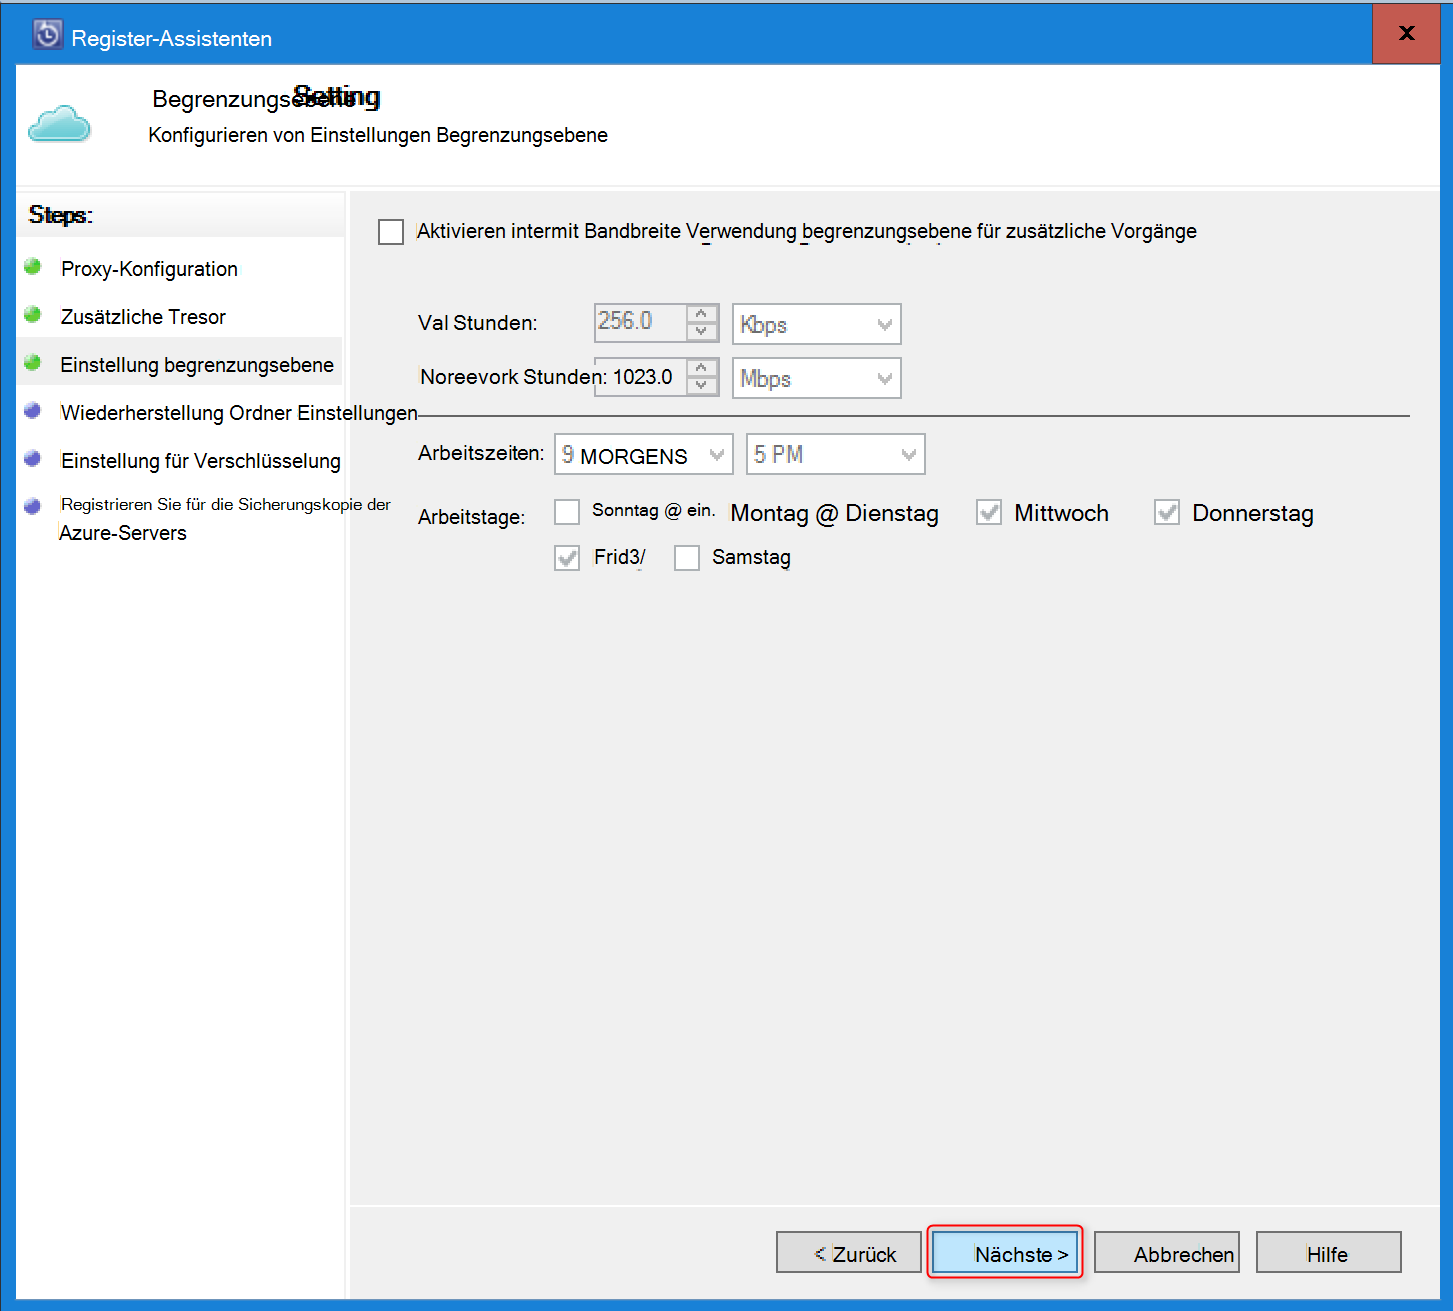 Register-Assistenten
x
Begrenzungsebene Setting
Konfigurieren von Einstellungen Begrenzungsebene
Steps:
Proxy-Konfiguration
Zusätzliche Tresor
Einstellung begrenzungsebene
Wiederherstellung Ordner Einstellungen
Einstellung für Verschlüsselung
Registrieren Sie für die Sicherungskopie der
Azure-Servers
Aktivieren intermit Bandbreite Verwendung begrenzungsebene für zusätzliche Vorgänge
Val Stunden: 256.0 Kbps
Noreevork Stunden: 1023.0 Mbps
Arbeitszeiten: 9 MORGENS 5 PM
Arbeitstage: Sonntag @ ein. Montag @ Dienstag Mittwoch Donnerstag
Frid3/ Samstag
< Zurück Nächste > Abbrechen Hilfe